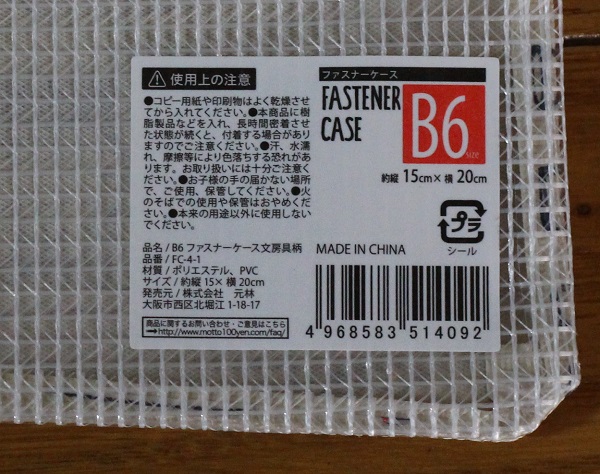 ⚠ 使用上の注意
●コピー用紙や印刷物はよく乾燥させ
てから入れてください。●本商品に樹
脂製品などを入れ、長時間密着させ
た状態が続くと、付着する場合があり
ますのでご注意ください。●汗、水濡
れ、摩擦等により色落ちする恐れがあり
ます。お取り扱いには十分ご注意くだ
さい。●お子様の手の届かない場所
で、ご使用、保管してください。●火
のそばでの使用や保管はおやめくだ
さい。●本来の用途以外に使用しない
でください。
品名 / B6 ファスナーケース文房具柄
品番 / FC-4-1
材質 / ポリエステル、PVC
サイズ / 約縦 15× 横 20cm
発売元 / 株式会社 元林
大阪市西区北堀江 1-18-17
商品に関するお問い合わせ・ご意見はこちら
→http://www.motto100yen.com/faq/
ファスナーケース
FASTENER
CASE
B6
SIZE
約縦 15cm× 横 20cm
プラ
シール
MADE IN CHINA
4 968583 514092